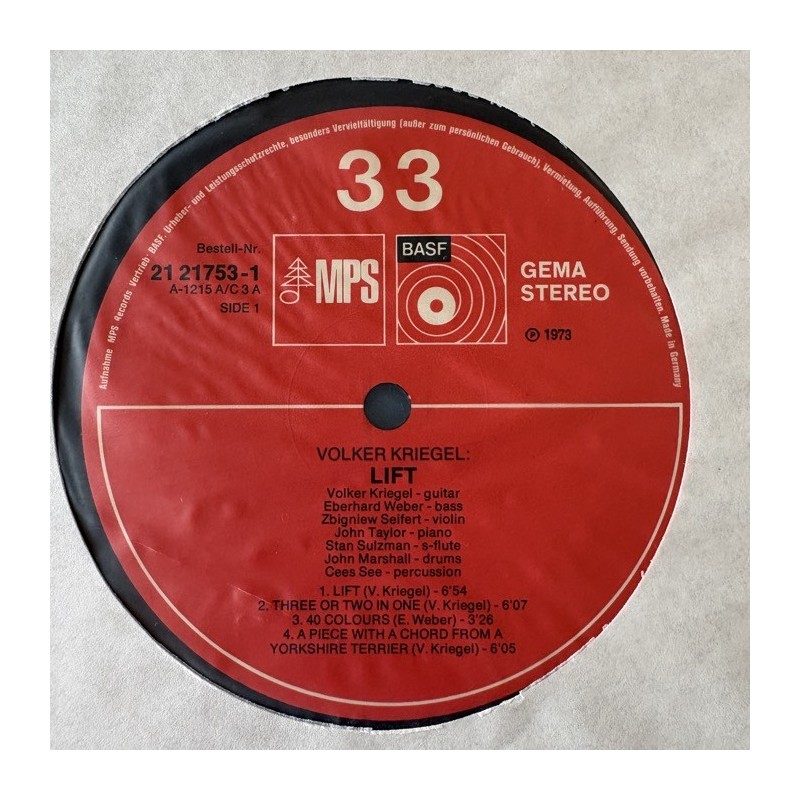 Aufnahme MPS Records Vertrieb BASF. Urheber- und Leistungsschutzrechte, besonders Vervielfältigung (außer zum persönlichen Gebrauch), Vermietung, Aufführung, Sendung vorbehalten. Made in Germany
33
Bestell-Nr.
21 21753-1
A-1215 A/C 3 A
SIDE 1
MPS
BASF
GEMA
STEREO
℗ 1973
VOLKER KRIEGEL:
LIFT
Volker Kriegel - guitar
Eberhard Weber - bass
Zbigniew Seifert - violin
John Taylor - piano
Stan Sulzman - s-flute
John Marshall - drums
Cees See - percussion
1. LIFT (V. Kriegel) - 6'54
2. THREE OR TWO IN ONE (V. Kriegel) - 6'07
3. 40 COLOURS (E. Weber) - 3'26
4. A PIECE WITH A CHORD FROM A
YORKSHIRE TERRIER (V. Kriegel) - 6'05